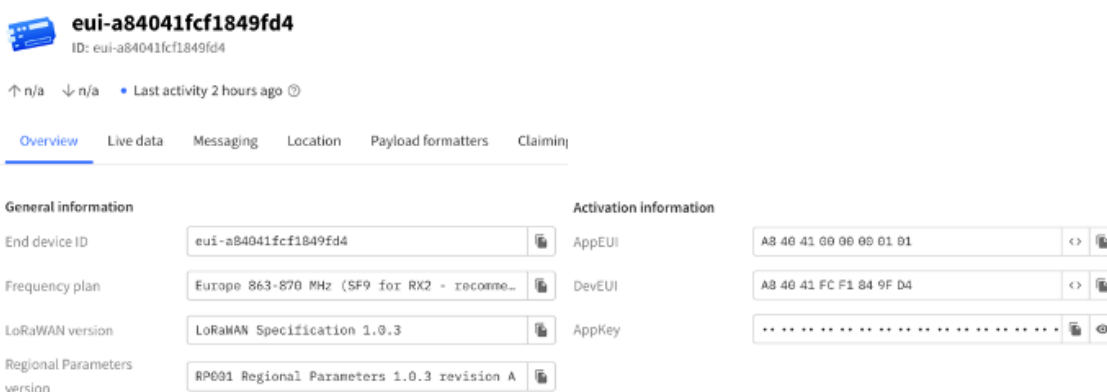 eui-a84041fcf1849fd4
ID: eui-a84041fcf1849fd4
↑ n/a ↓ n/a • Last activity 2 hours ago
Overview Live data Messaging Location Payload formatters Claiming
General information
End device ID eui-a84041fcf1849fd4
Frequency plan Europe 863-870 MHz (SF9 for RX2 - recomme…
LoRaWAN version LoRaWAN Specification 1.0.3
Regional Parameters
version RP001 Regional Parameters 1.0.3 revision A
Activation information
AppEUI A8 40 41 00 00 00 01 01
DevEUI A8 40 41 FC F1 84 9F D4
AppKey